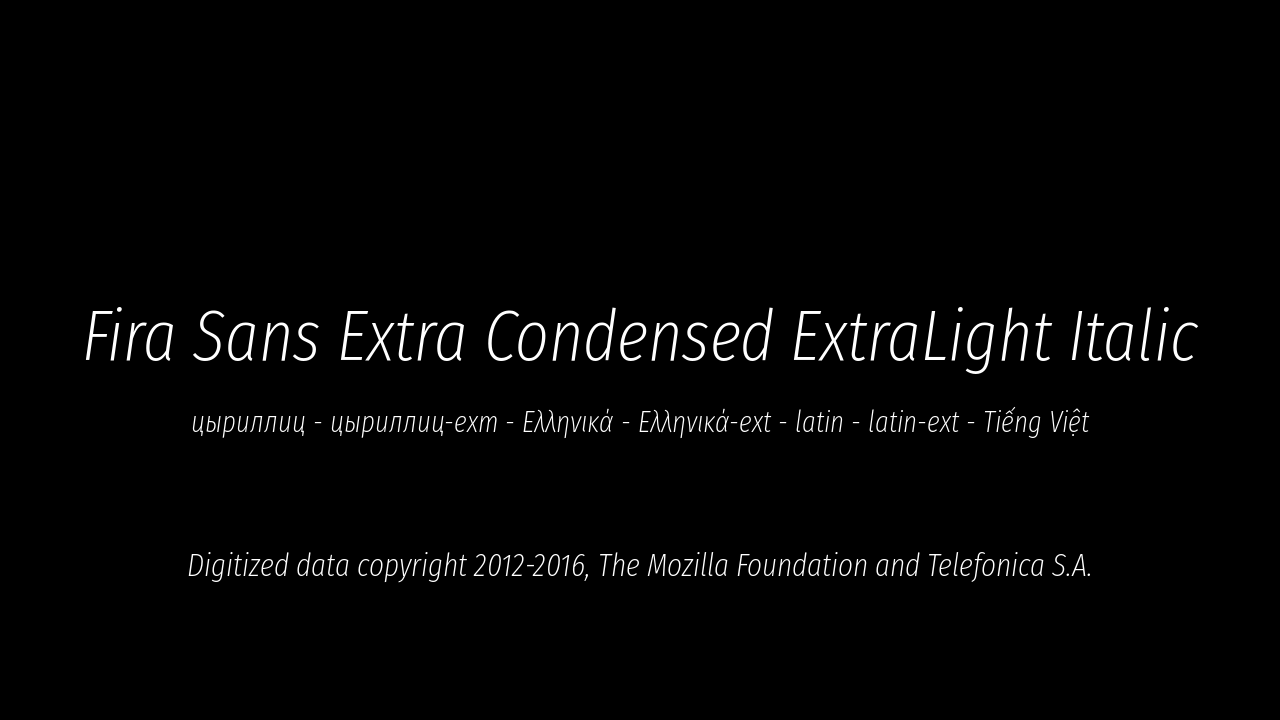 Fira Sans Extra Condensed ExtraLight Italic
цыриллиц - цыриллиц-ехт - Ελληνικά - Ελληνικά-ext - latin - latin-ext - Tiếng Việt
Digitized data copyright 2012-2016, The Mozilla Foundation and Telefonica S.A.